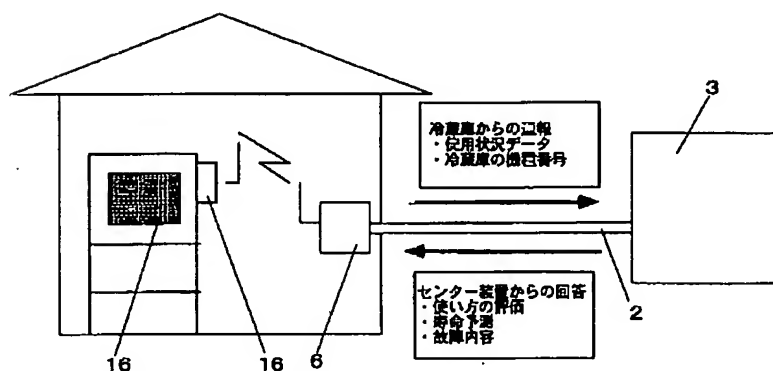 冷蔵庫からの通報
・使用状況データ
・冷蔵庫の機種番号
3
16
16
6
2
センター装置からの回答
・使い方の評価
・寿命予測
・故障内容